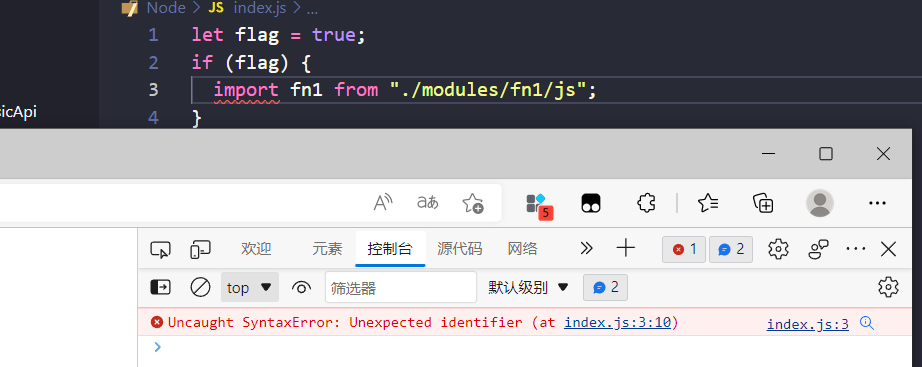 Node > JS index.js > ...
1 let flag = true;
2 if (flag) {
3 import fn1 from "./modules/fn1/js";
4 }
sicApi
A aあ 5
欢迎 元素 控制台 源代码 网络 1 2
top 筛选器 默认级别 2
Uncaught SyntaxError: Unexpected identifier (at index.js:3:10) index.js:3